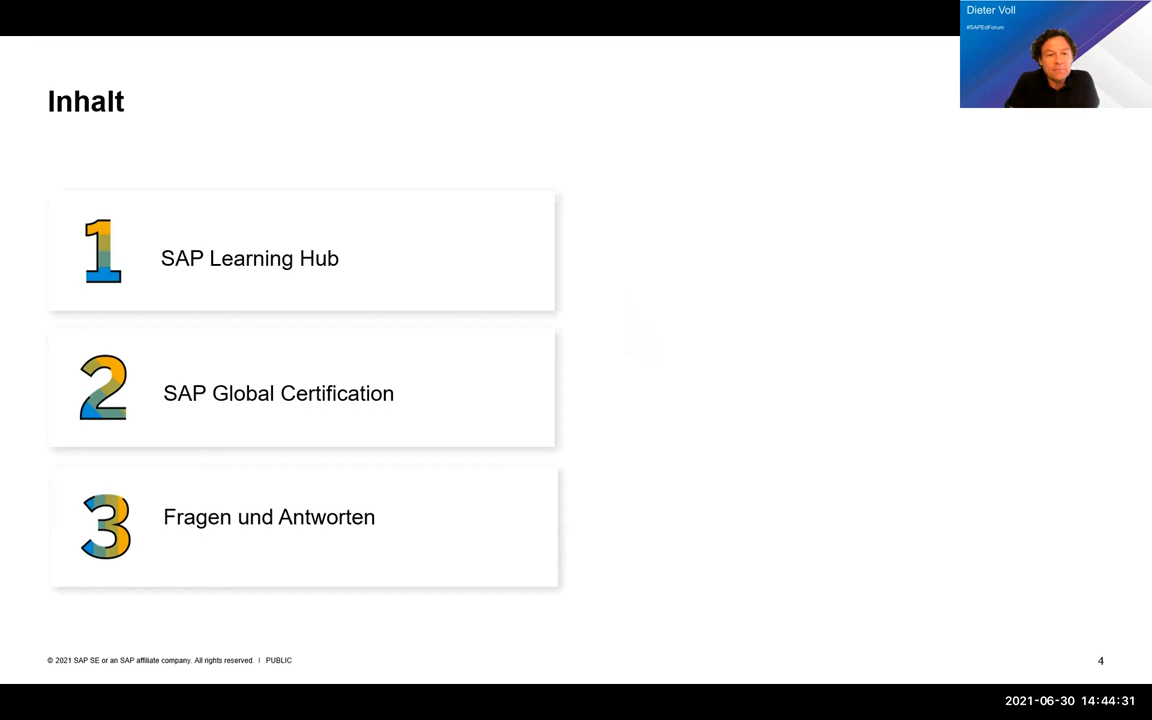 Dieter Voll
#SAPEdForum
Inhalt
1
SAP Learning Hub
2
SAP Global Certification
3
Fragen und Antworten
© 2021 SAP SE or an SAP affiliate company. All rights reserved. | PUBLIC
4
2021-06-30 14:44:31